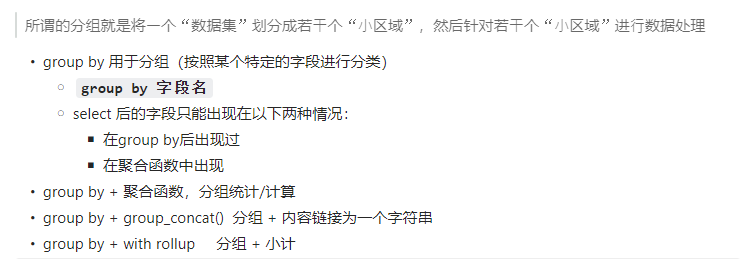 所谓的分组就是将一个“数据集”划分成若干个“小区域”，然后针对若干个“小区域”进行数据处理
• group by 用于分组（按照某个特定的字段进行分类）
○ group by 字段名
○ select 后的字段只能出现在以下两种情况：
▪ 在group by后出现过
▪ 在聚合函数中出现
• group by + 聚合函数，分组统计/计算
• group by + group_concat() 分组 + 内容链接为一个字符串
• group by + with rollup 分组 + 小计